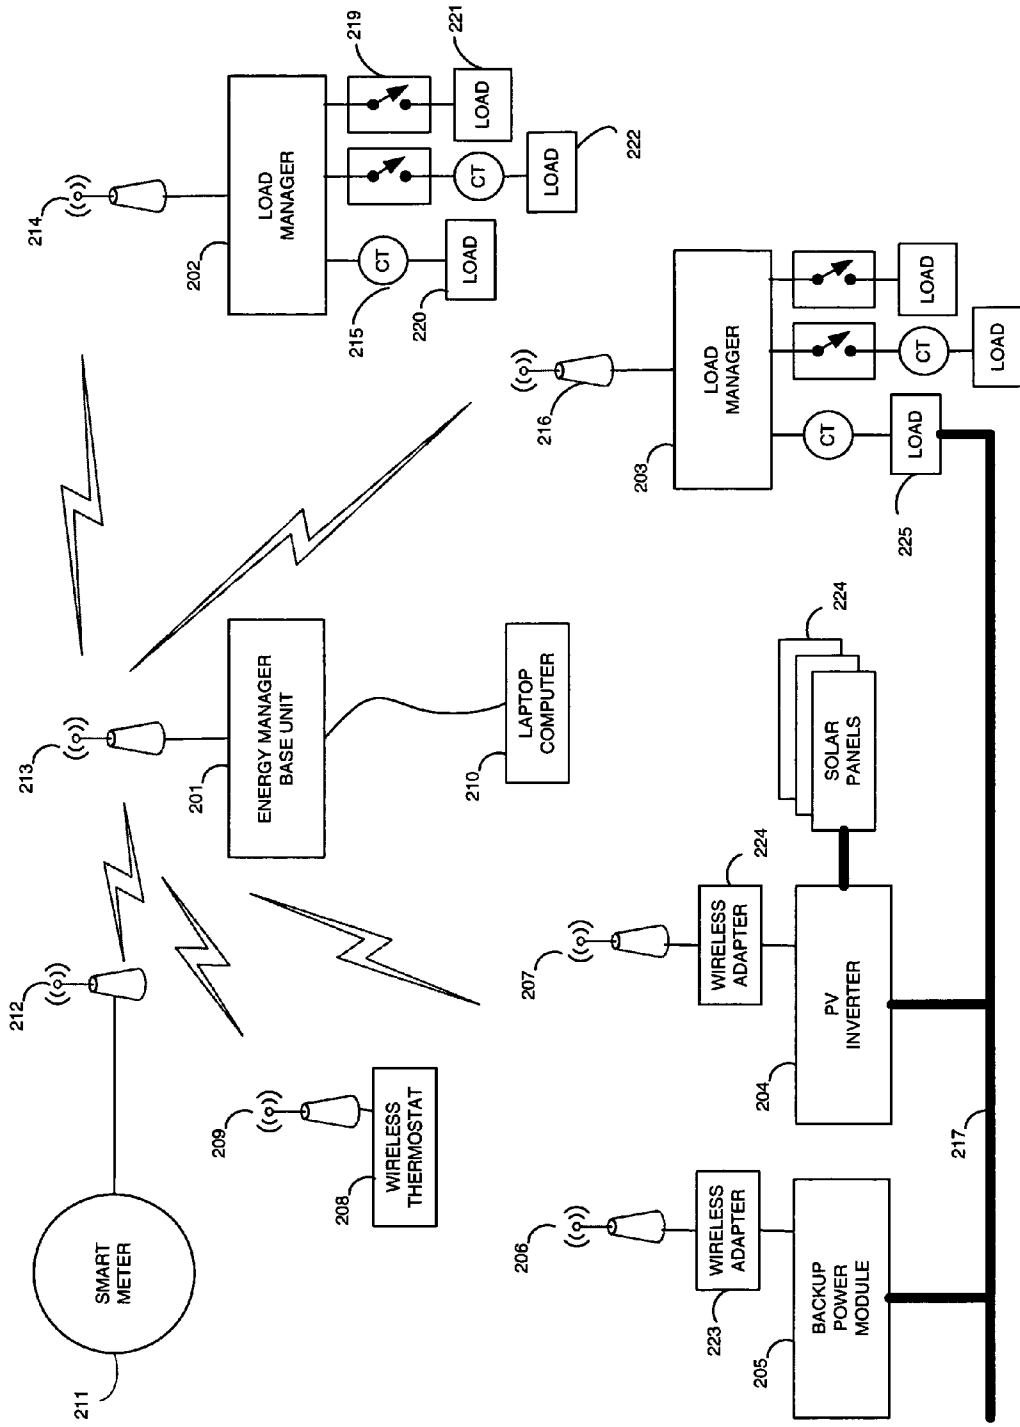 211
SMART
METER
212
209
208
WIRELESS
THERMOSTAT
213
201
ENERGY MANAGER
BASE UNIT
210
LAPTOP
COMPUTER
214
202
LOAD
MANAGER
215
CT
220
LOAD
CT
LOAD
222
219
LOAD
221
206
223
WIRELESS
ADAPTER
205
BACKUP
POWER
MODULE
207
WIRELESS
ADAPTER
224
204
PV
INVERTER
SOLAR
PANELS
224
217
216
203
LOAD
MANAGER
CT
LOAD
225
CT
LOAD
LOAD